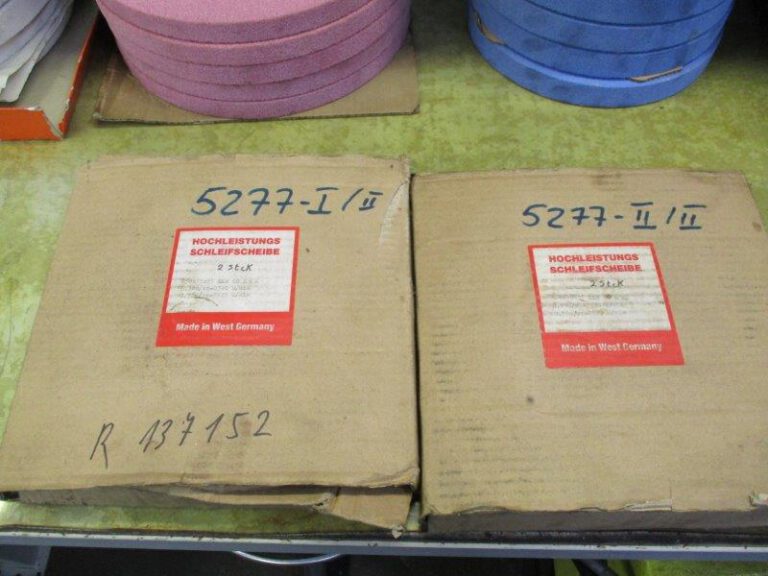 5277-I/II
HOCHLEISTUNGS
SCHLEIFSCHEIBE
2 Stck
Made in West Germany
R 137152
5277-II/II
HOCHLEISTUNGS
SCHLEIFSCHEIBE
2 Stck
Made in West Germany